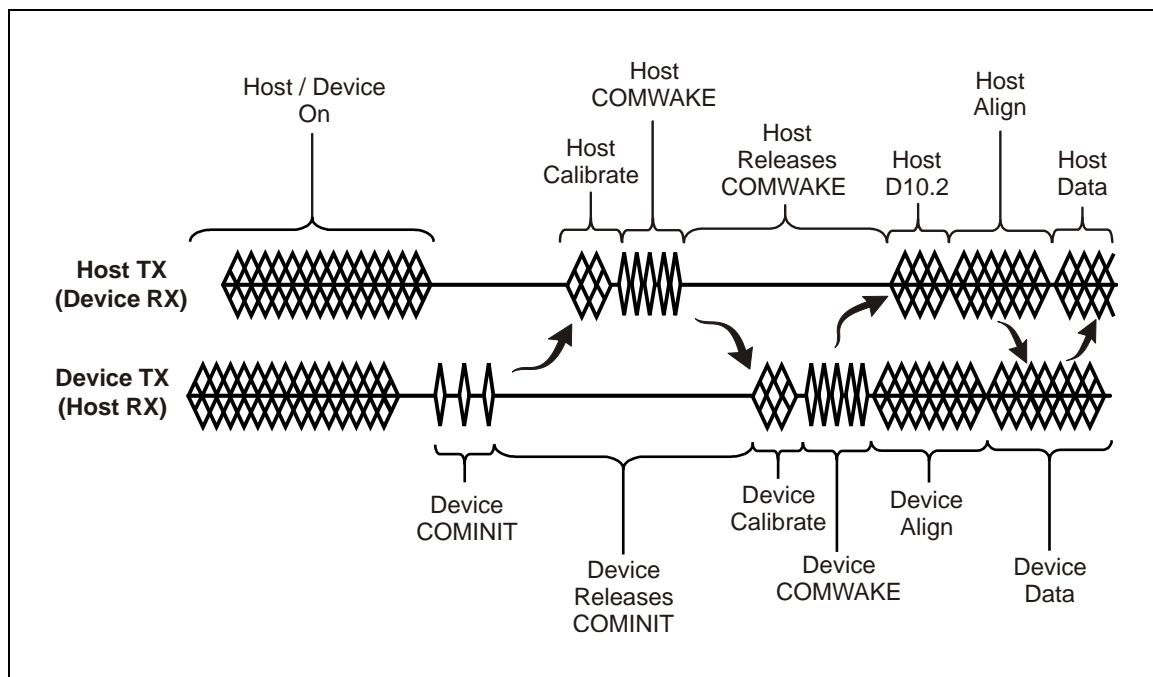 Host / Device
On
Host
COMWAKE
Host
Calibrate
Host
Releases
COMWAKE
Host
D10.2
Host
Align
Host
Data
Host TX
(Device RX)
Device TX
(Host RX)
Device
COMINIT
Device
Releases
COMINIT
Device
Calibrate
Device
COMWAKE
Device
Align
Device
Data